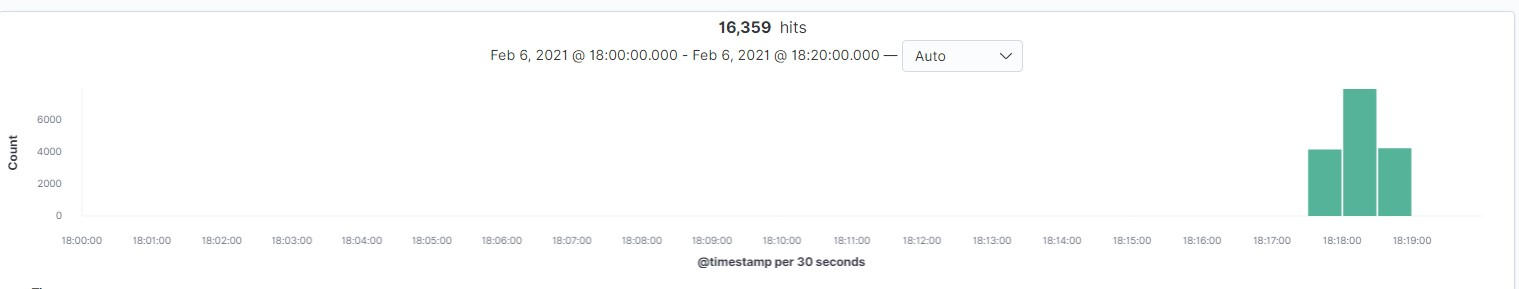 16,359 hits
Feb 6, 2021 @ 18:00:00.000 - Feb 6, 2021 @ 18:20:00.000 — Auto
Count
6000
4000
2000
0
18:00:00 18:01:00 18:02:00 18:03:00 18:04:00 18:05:00 18:06:00 18:07:00 18:08:00 18:09:00 18:10:00 18:11:00 18:12:00 18:13:00 18:14:00 18:15:00 18:16:00 18:17:00 18:18:00 18:19:00
@timestamp per 30 seconds